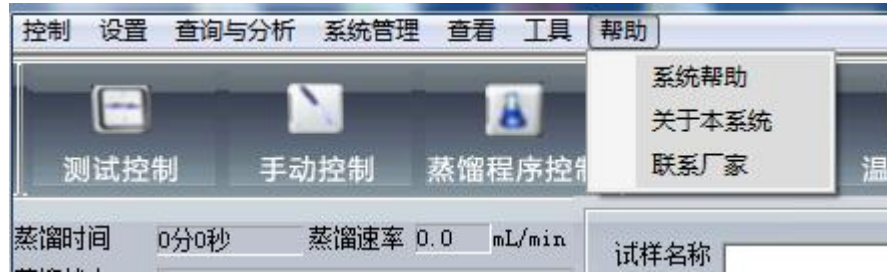 控制 设置 查询与分析 系统管理 查看 工具 帮助
系统帮助
关于本系统
联系厂家
测试控制 手动控制 蒸馏程序控制 温
蒸馏时间 0分0秒 蒸馏速率 0.0 mL/min 试样名称